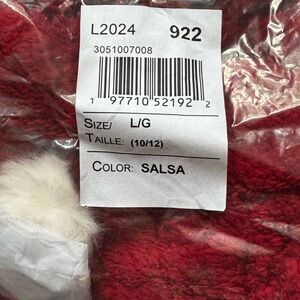 L2024 922
3051007008
1 97710 52192 2
SIZE/ L/G
TAILLE: (10/12)
COLOR: SALSA